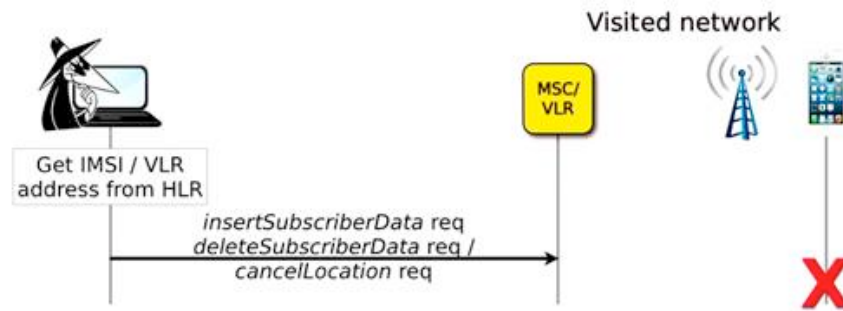 Visited network
MSC/
VLR
Get IMSI / VLR
address from HLR
insertSubscriberData req
deleteSubscriberData req /
cancelLocation req